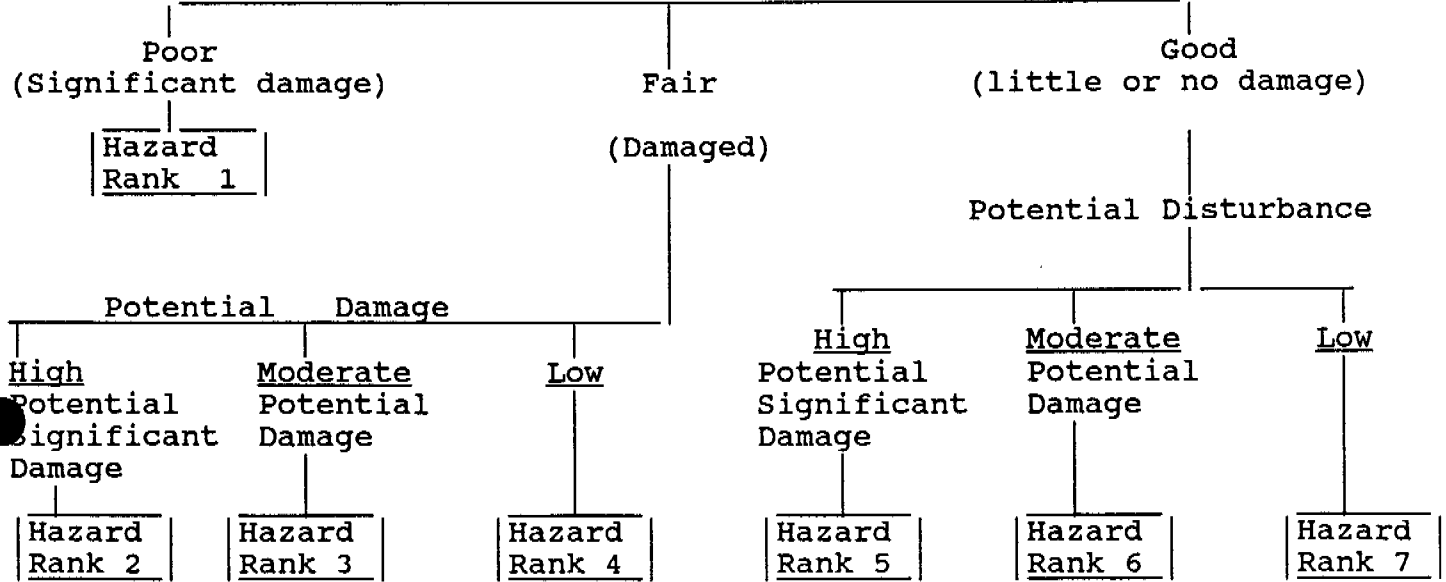 Poor
(Significant damage)
Hazard
Rank 1
Fair
(Damaged)
Good
(little or no damage)
Potential Disturbance
Potential Damage
High
Potential
Significant
Damage
Hazard
Rank 2
Moderate
Potential
Damage
Hazard
Rank 3
Low
Hazard
Rank 4
High
Potential
Significant
Damage
Hazard
Rank 5
Moderate
Potential
Damage
Hazard
Rank 6
Low
Hazard
Rank 7